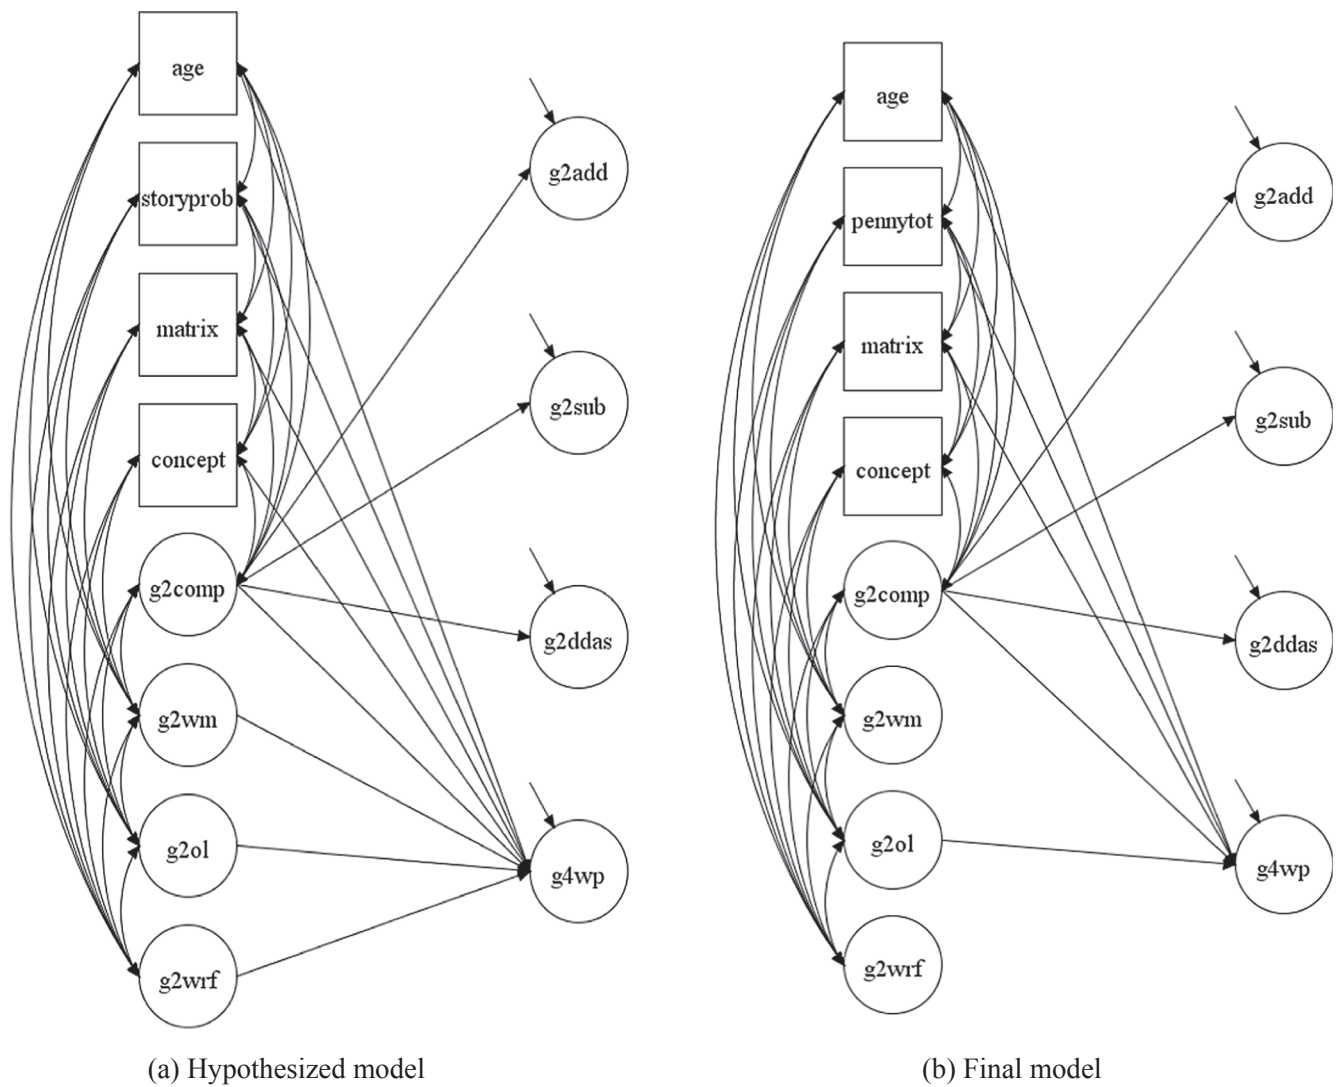 age
storyprob
matrix
concept
g2comp
g2wm
g2ol
g2wrf
g2add
g2sub
g2ddas
g4wp
(a) Hypothesized model
age
pennytot
matrix
concept
g2comp
g2wm
g2ol
g2wrf
g2add
g2sub
g2ddas
g4wp
(b) Final model